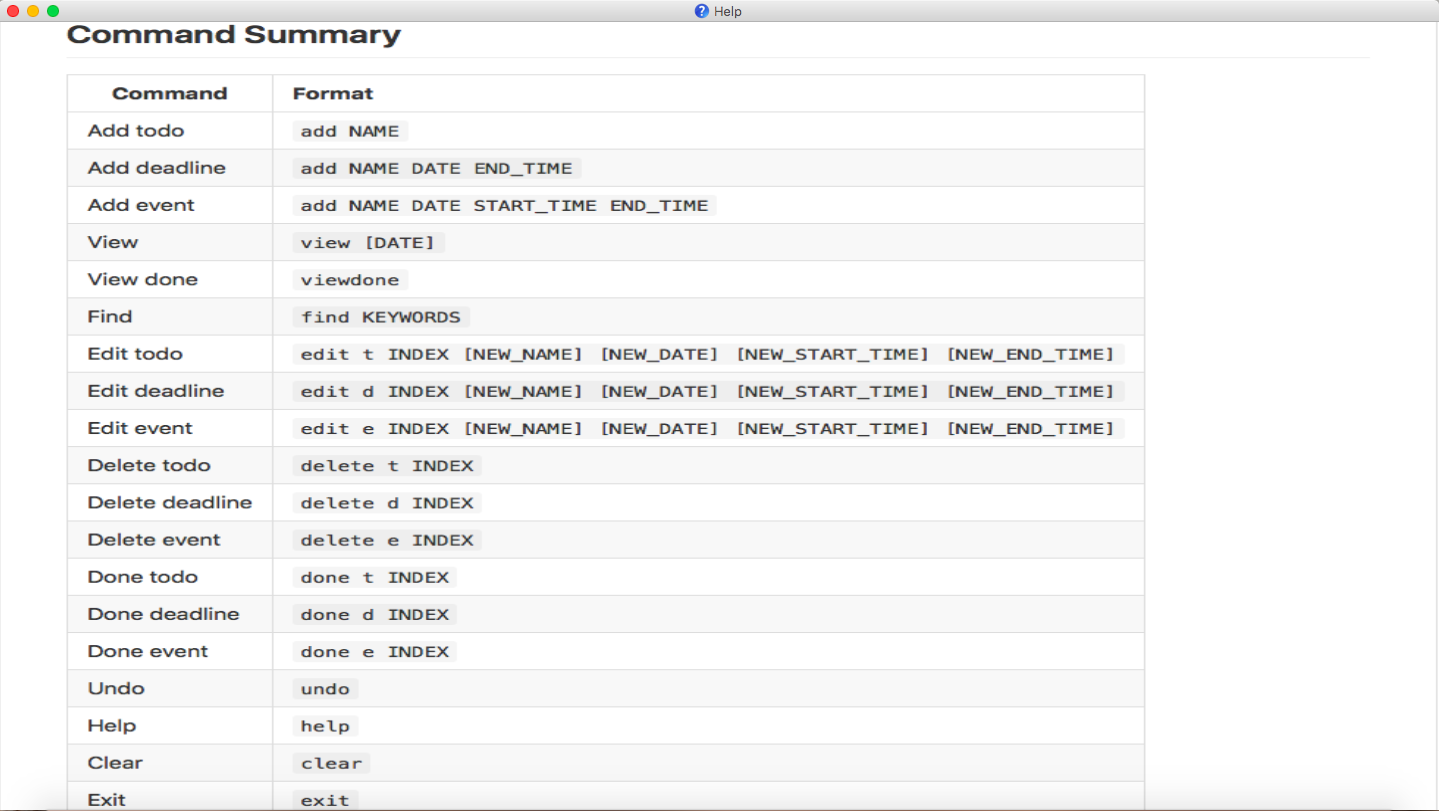 Help
Command Summary
Command Format
Add todo add NAME
Add deadline add NAME DATE END_TIME
Add event add NAME DATE START_TIME END_TIME
View view [DATE]
View done viewdone
Find find KEYWORDS
Edit todo edit t INDEX [NEW_NAME] [NEW_DATE] [NEW_START_TIME] [NEW_END_TIME]
Edit deadline edit d INDEX [NEW_NAME] [NEW_DATE] [NEW_START_TIME] [NEW_END_TIME]
Edit event edit e INDEX [NEW_NAME] [NEW_DATE] [NEW_START_TIME] [NEW_END_TIME]
Delete todo delete t INDEX
Delete deadline delete d INDEX
Delete event delete e INDEX
Done todo done t INDEX
Done deadline done d INDEX
Done event done e INDEX
Undo undo
Help help
Clear clear
Exit exit